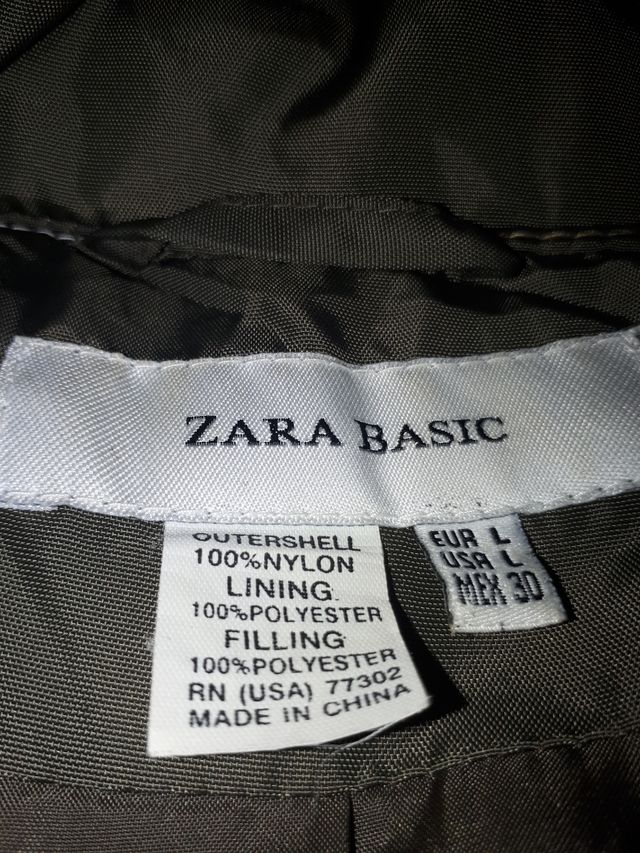 ZARA BASIC
OUTERSHELL
100%NYLON
LINING
100%POLYESTER
FILLING
100%POLYESTER
RN (USA) 77302
MADE IN CHINA
EUR L
USA L
MEX 30